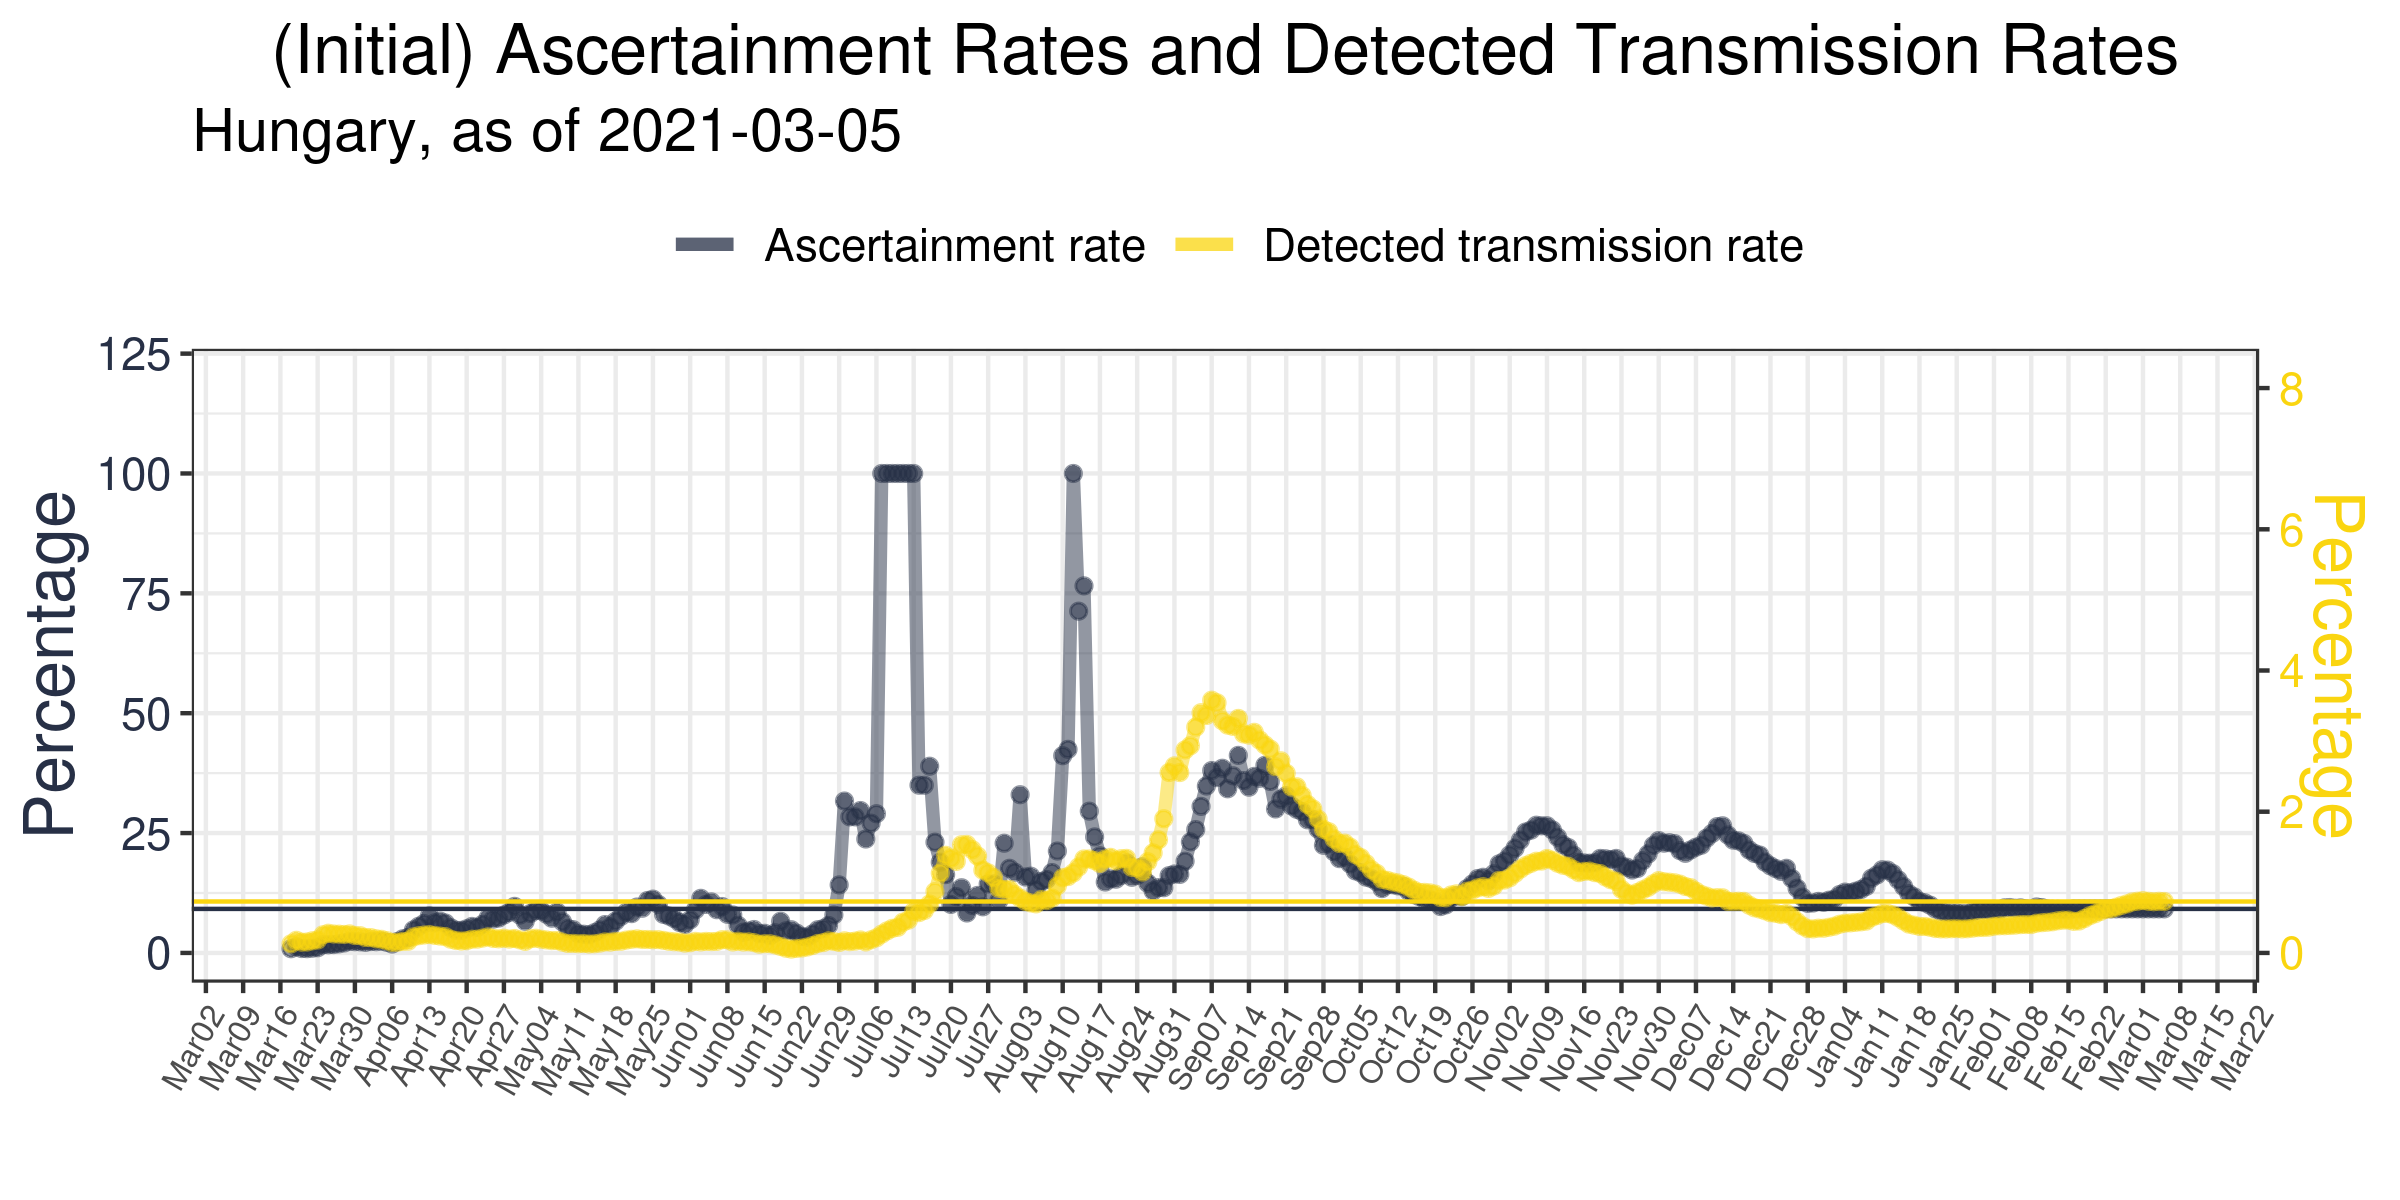 (Initial) Ascertainment Rates and Detected Transmission Rates
Hungary, as of 2021-03-05
Ascertainment rate
Detected transmission rate
Percentage
125
100
75
50
25
0
8
6
4
2
0
Percentage
Mar02
Mar09
Mar16
Mar23
Mar30
Apr06
Apr13
Apr20
Apr27
May04
May11
May18
May25
Jun01
Jun08
Jun15
Jun22
Jun29
Jul06
Jul13
Jul20
Jul27
Aug03
Aug10
Aug17
Aug24
Aug31
Sep07
Sep14
Sep21
Sep28
Oct05
Oct12
Oct19
Oct26
Nov02
Nov09
Nov16
Nov23
Nov30
Dec07
Dec14
Dec21
Dec28
Jan04
Jan11
Jan18
Jan25
Feb01
Feb08
Feb15
Feb22
Mar01
Mar08
Mar15
Mar22